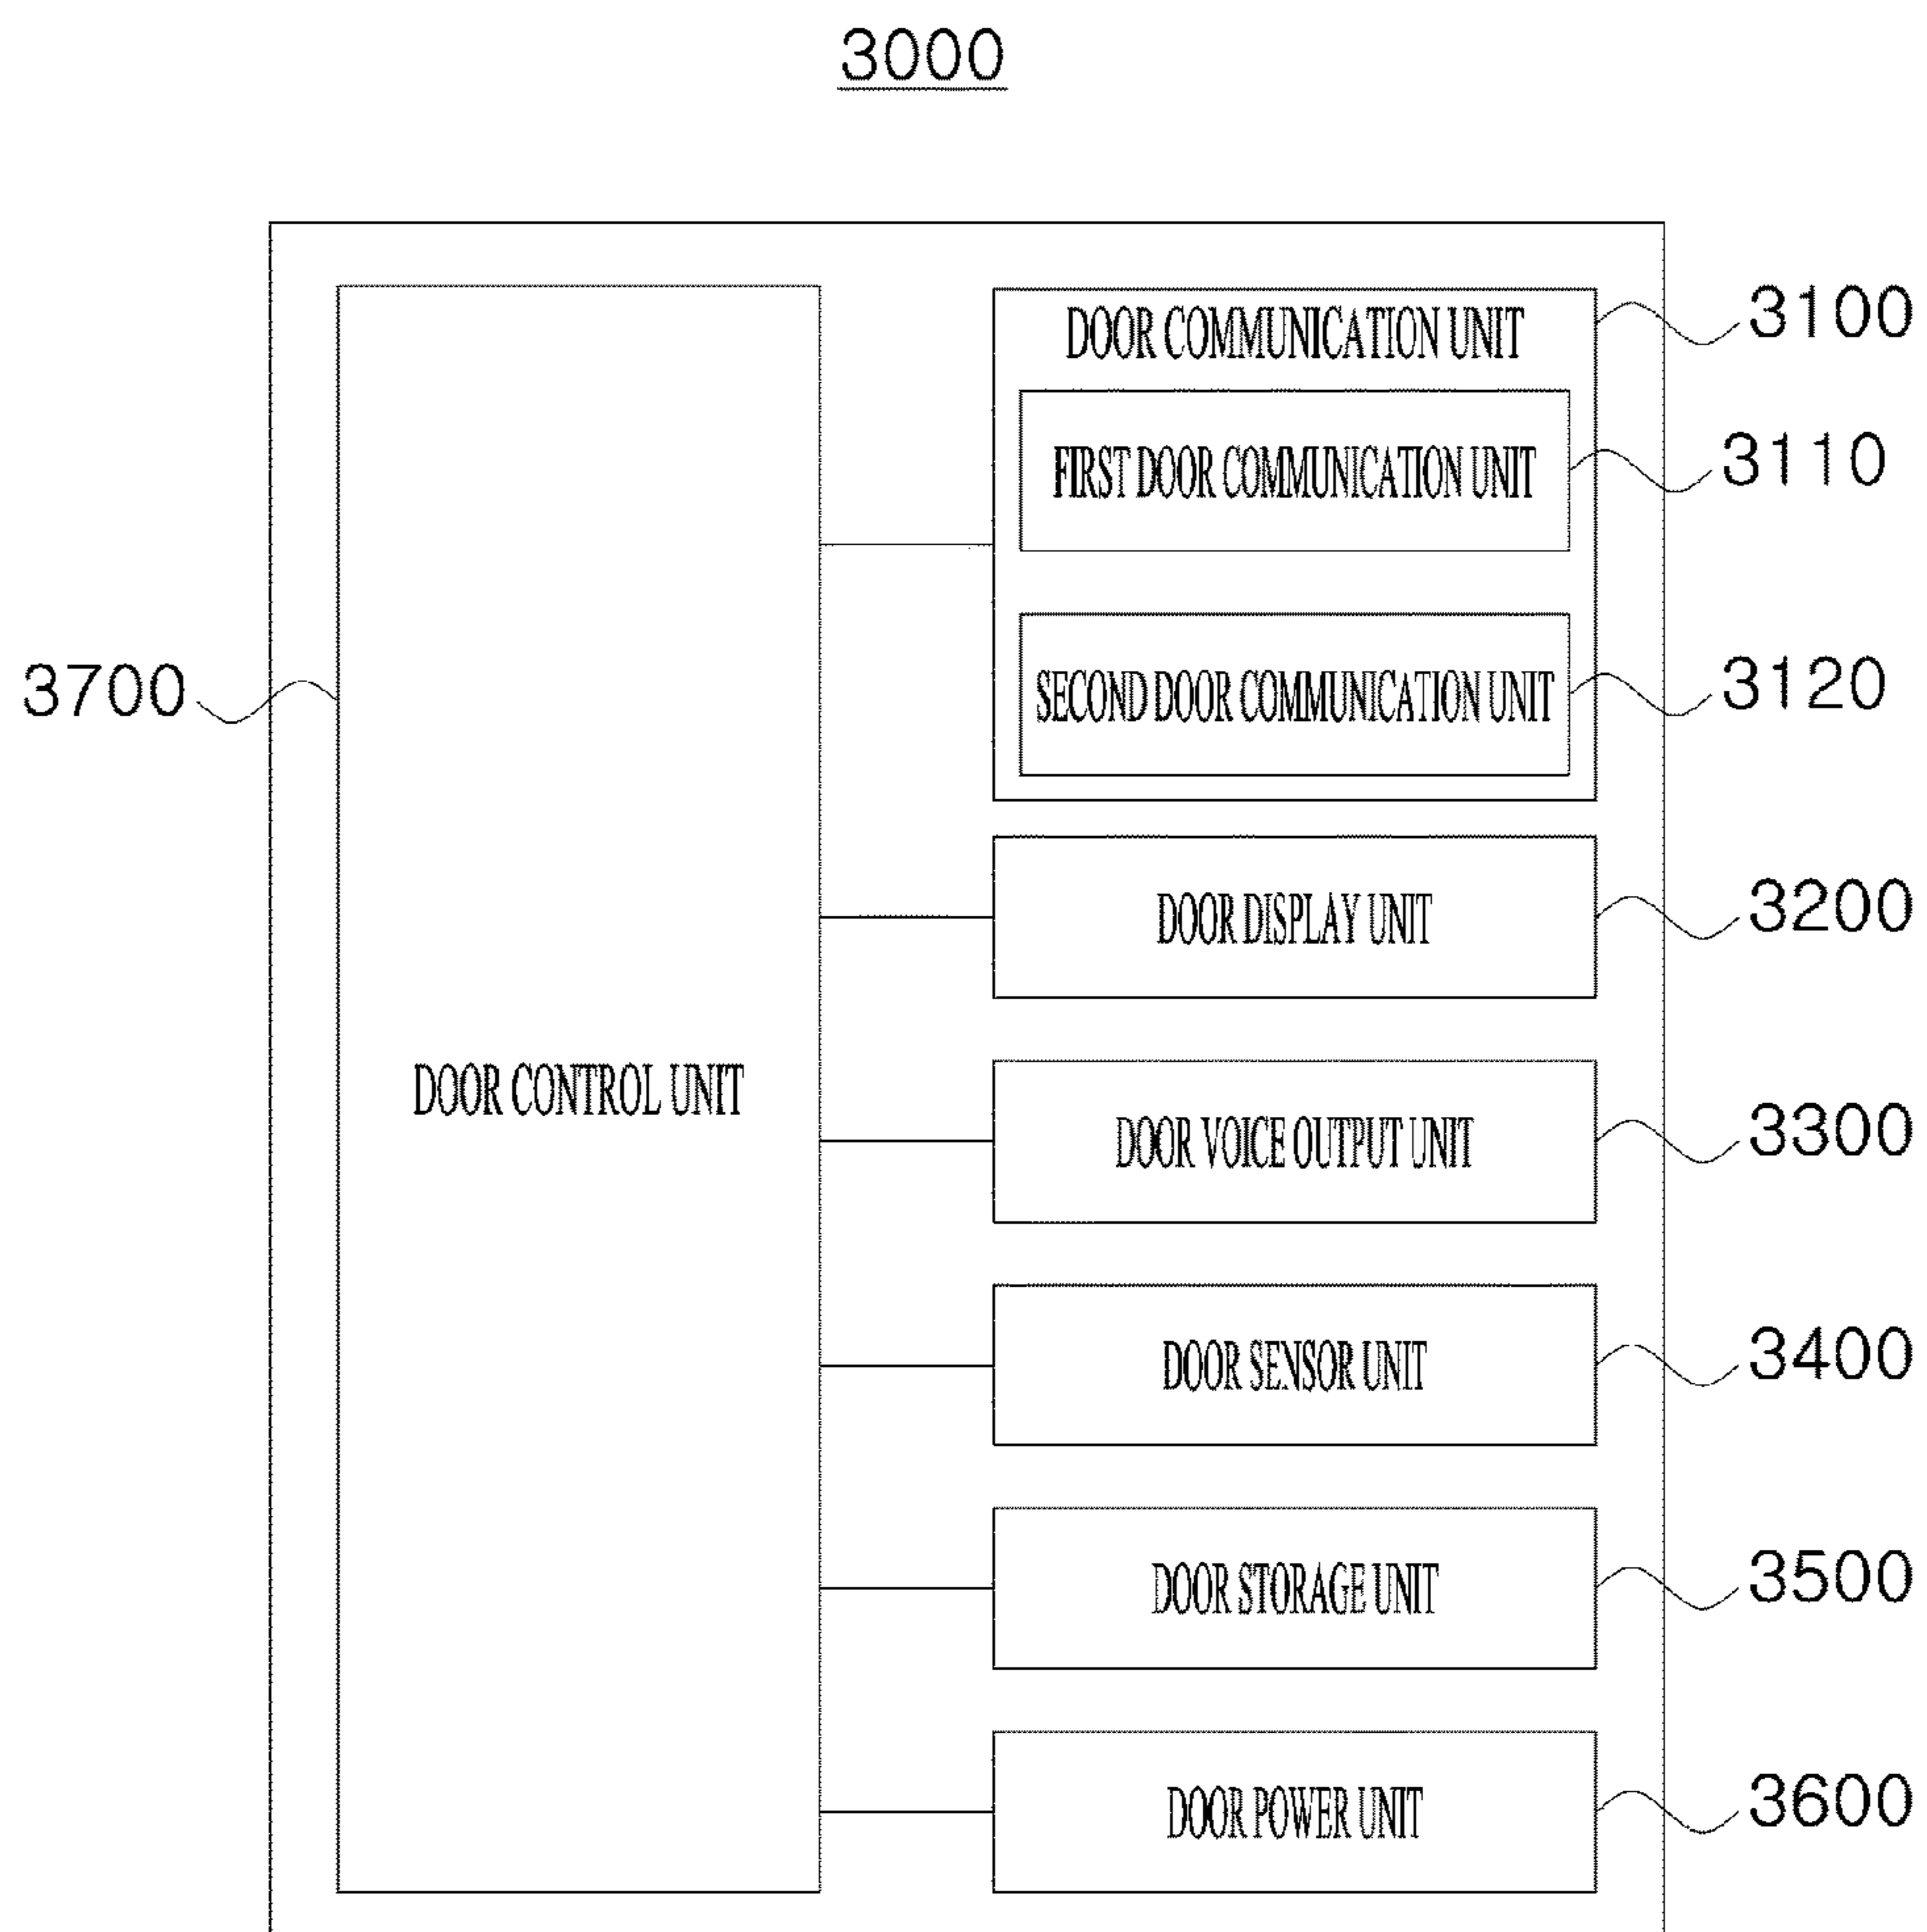 3000
DOOR COMMUNICATION UNIT
3100
FIRST DOOR COMMUNICATION UNIT
3110
SECOND DOOR COMMUNICATION UNIT
3120
3700
DOOR DISPLAY UNIT
3200
DOOR CONTROL UNIT
DOOR VOICE OUTPUT UNIT
3300
DOOR SENSOR UNIT
3400
DOOR STORAGE UNIT
3500
DOOR POWER UNIT
3600